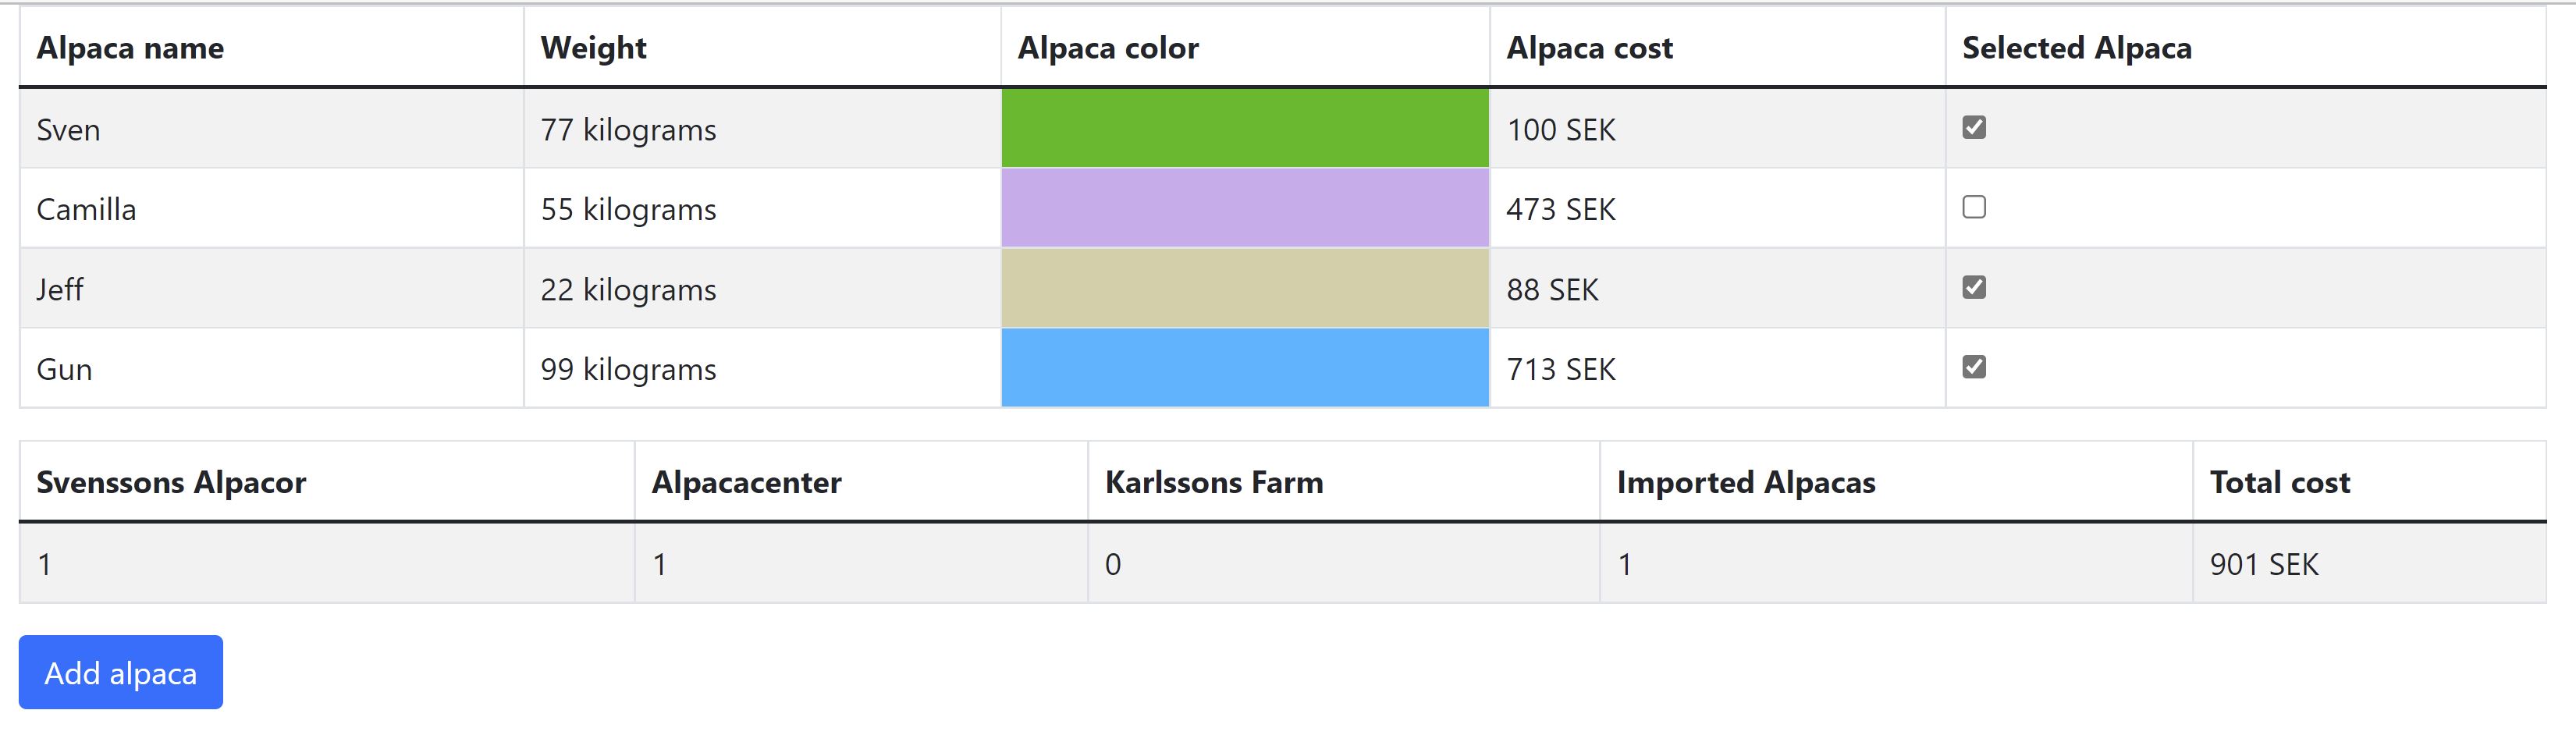 Alpaca name Weight Alpaca color Alpaca cost Selected Alpaca
Sven 77 kilograms 100 SEK
Camilla 55 kilograms 473 SEK
Jeff 22 kilograms 88 SEK
Gun 99 kilograms 713 SEK
Svenssons Alpacor Alpacacenter Karlssons Farm Imported Alpacas Total cost
1 1 0 1 901 SEK
Add alpaca